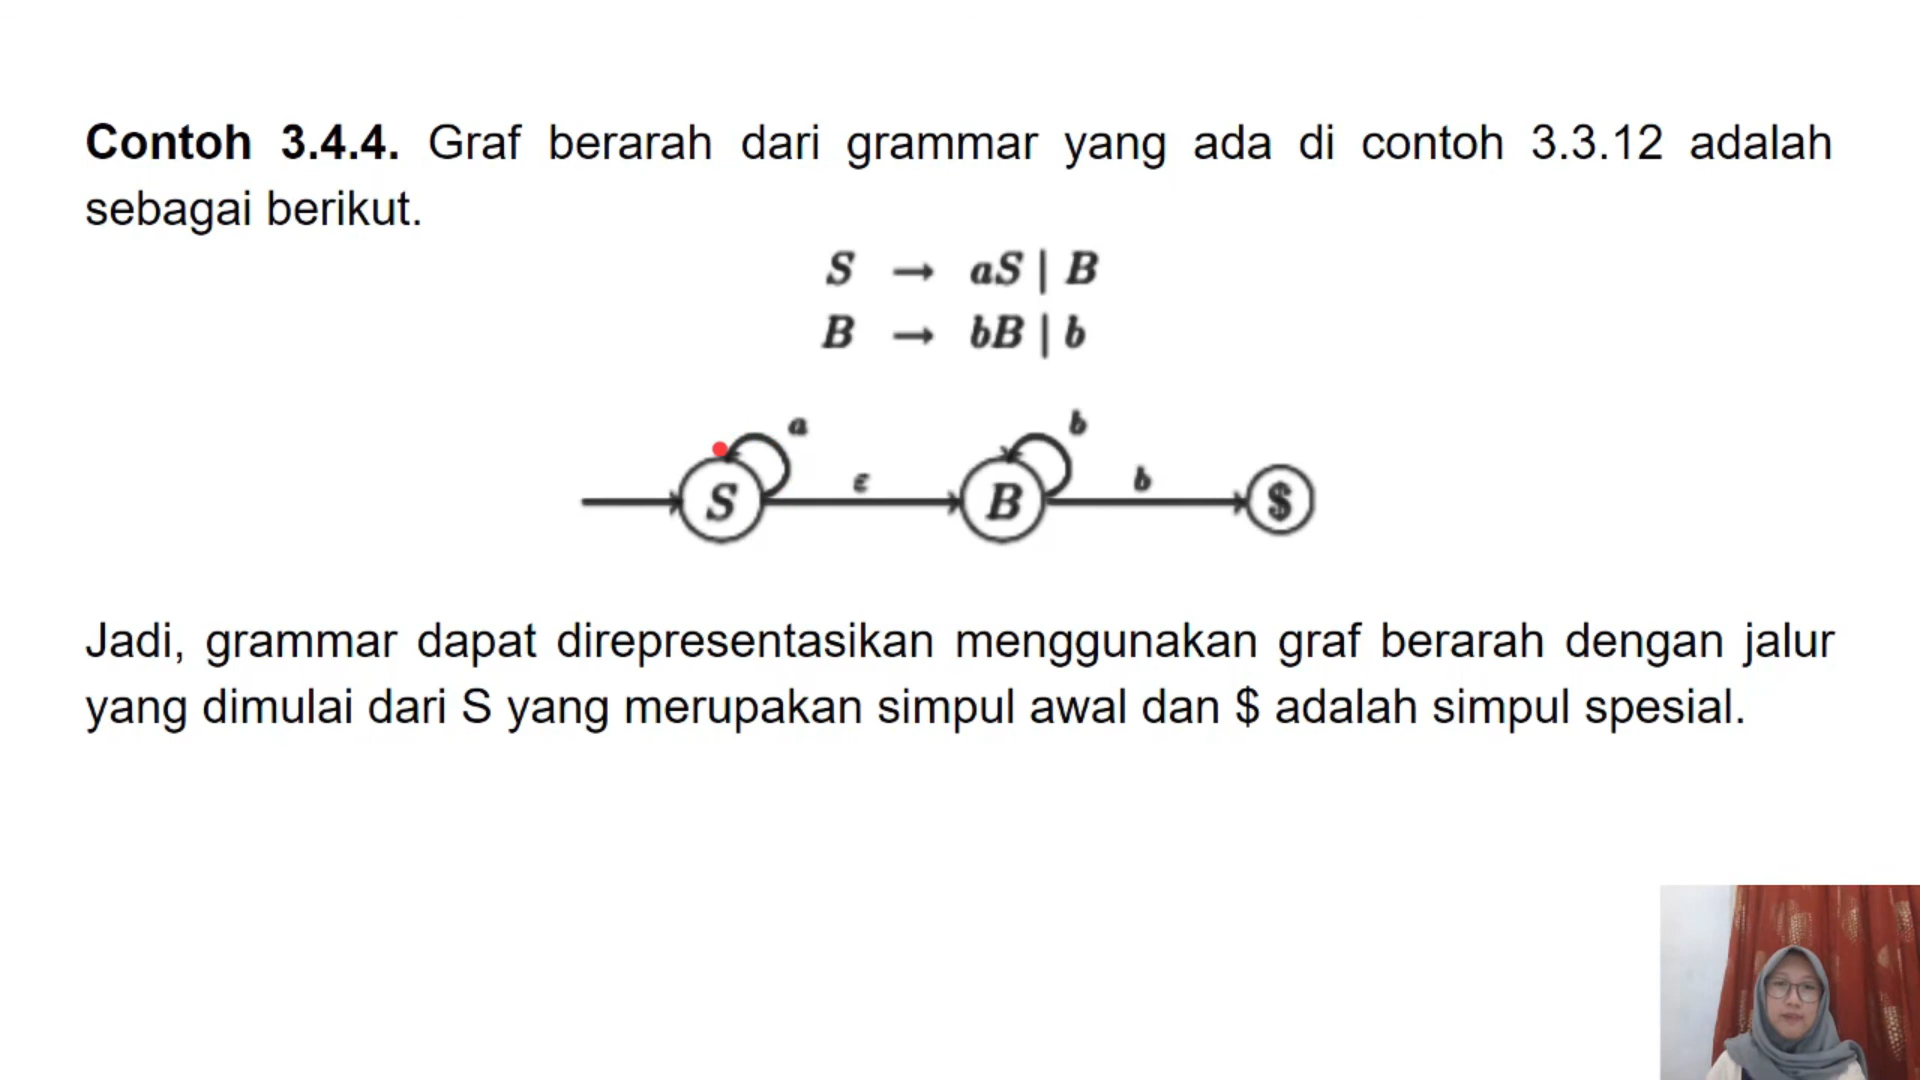 Contoh 3.4.4. Graf berarah dari grammar yang ada di contoh 3.3.12 adalah
sebagai berikut.
S → aS | B
B → bB | b
a
b
ε
b
S
B
$
Jadi, grammar dapat direpresentasikan menggunakan graf berarah dengan jalur
yang dimulai dari S yang merupakan simpul awal dan $ adalah simpul spesial.